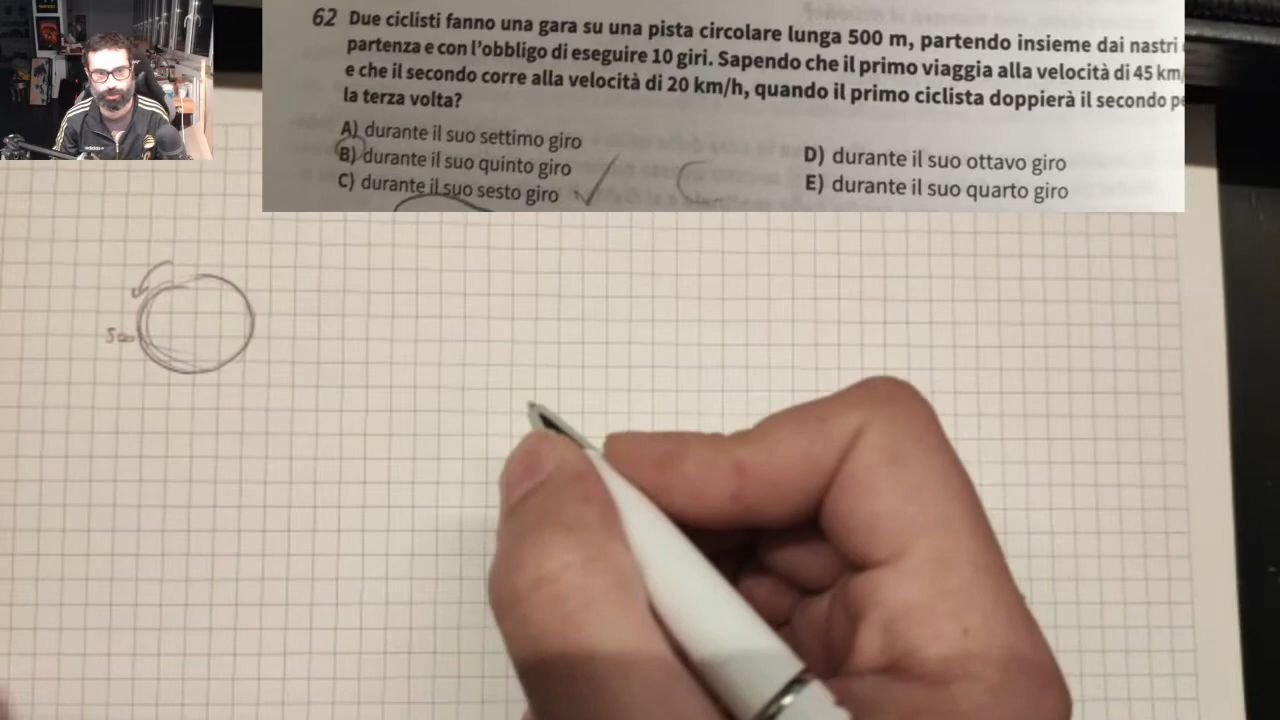 62 Due ciclisti fanno una gara su una pista circolare lunga 500 m, partendo insieme dai nastri
partenza e con l'obbligo di eseguire 10 giri. Sapendo che il primo viaggia alla velocità di 45 km
e che il secondo corre alla velocità di 20 km/h, quando il primo ciclista doppierà il secondo
la terza volta?
A) durante il suo settimo giro
B) durante il suo quinto giro
C) durante il suo sesto giro
D) durante il suo ottavo giro
E) durante il suo quarto giro
500